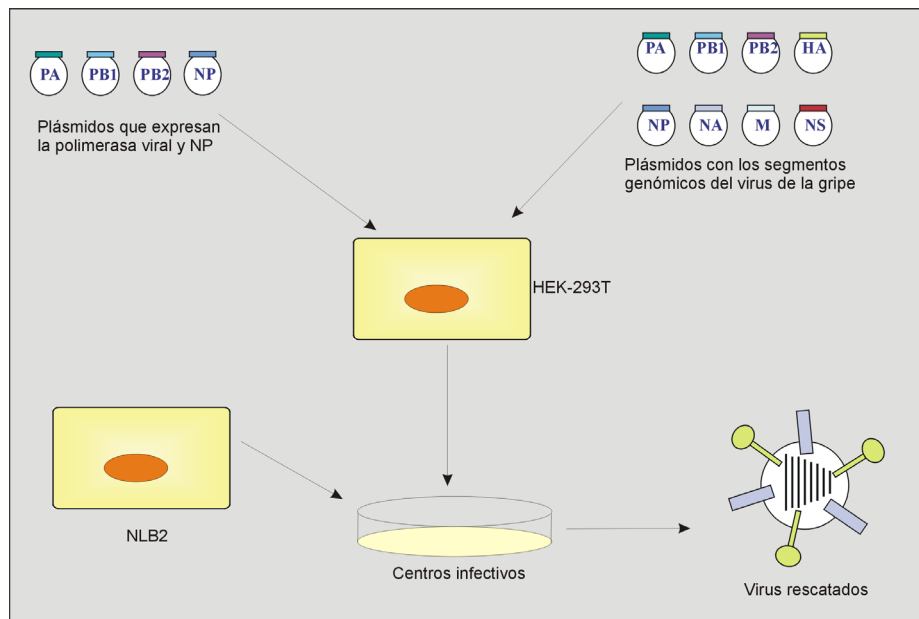 PA PB1 PB2 NP
Plásmidos que expresan
la polimerasa viral y NP
PA PB1 PB2 HA
NP NA M NS
Plásmidos con los segmentos
genómicos del virus de la gripe
HEK-293T
NLB2
Centros infectivos
Virus rescatados